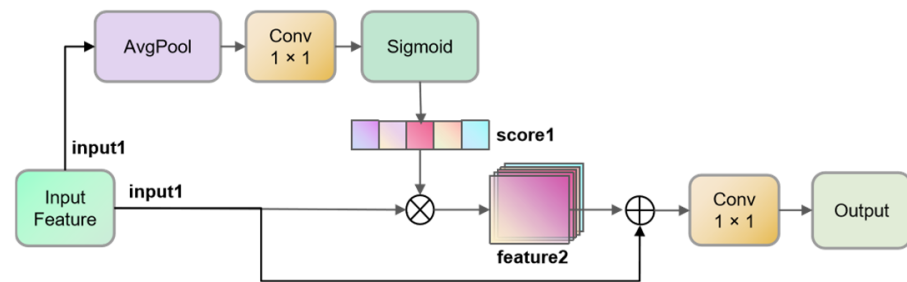 AvgPool
Conv
1 × 1
Sigmoid
score1
input1
input1
Input
Feature
feature2
Conv
1 × 1
Output